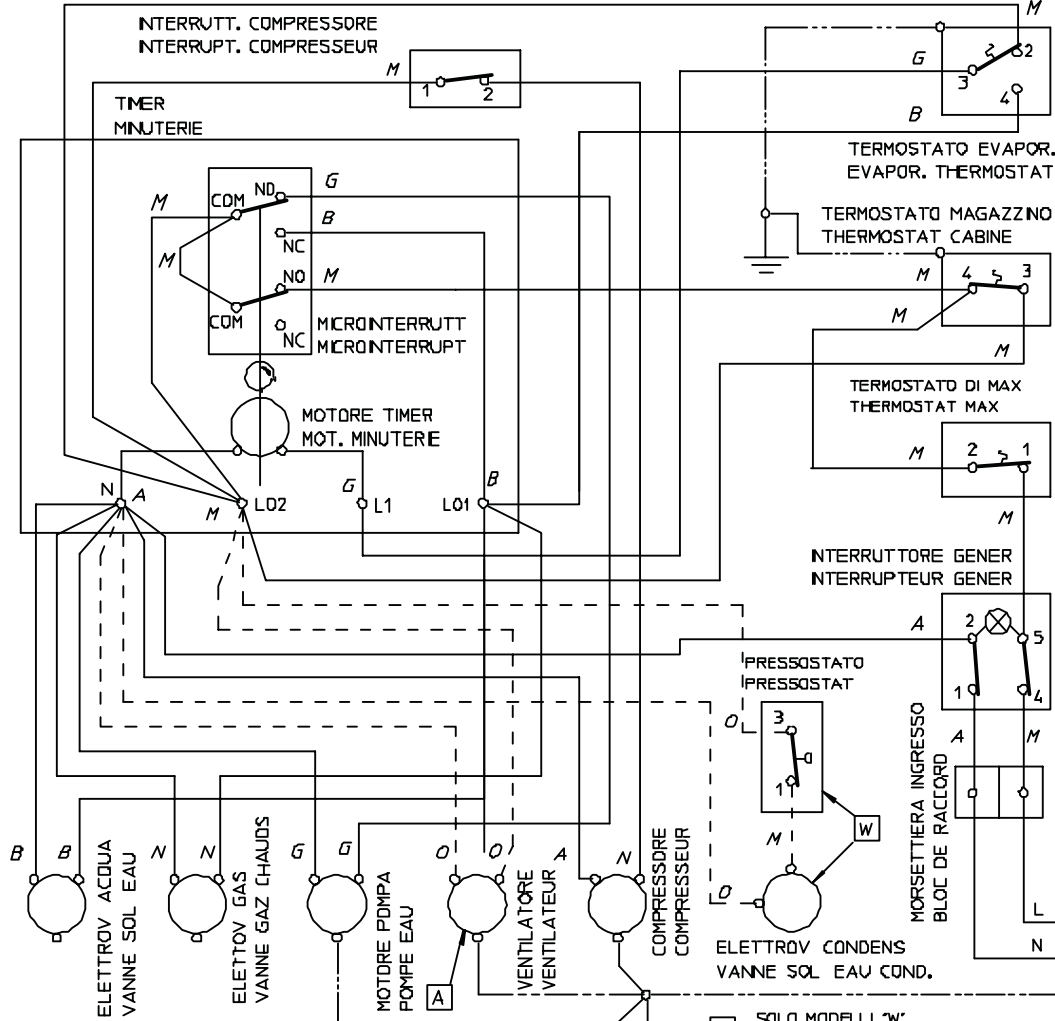 M
INTERRUTT. COMPRESSORE
INTERRUPT. COMPRESSEUR
M
1 2
G
3
2
4
B
TERMOSTATO EVAPOR.
EVAPOR. THERMOSTAT
TIMER
MINUTERIE
M
COM
NO
G
B
NC
M
NO
M
COM
NC
MICROINTERRUTT
MICROINTERRUPT
TERMOSTATO MAGAZZINO
THERMOSTAT CABINE
M
4 3
M
M
MOTORE TIMER
MOT. MINUTERIE
TERMOSTATO DI MAX
THERMOSTAT MAX
M
2 1
M
N A
M
LO2
G
L1
B
LO1
INTERRUTTORE GENER
INTERRUPTEUR GENER
A
2 5
1 4
A M
PRESSOSTATO
PRESSOSTAT
O
3
1
M
W
MORSETTIERA INGRESSO
BLOC DE RACCORD
L
N
B B
ELETTROV ACQUA
VANNE SOL EAU
N N
ELETTOV GAS
VANNE GAZ CHAUDS
G G
MOTORE POMPA
POMPE EAU
O O
VENTILATORE
VENTILATEUR
A
A N
COMPRESSORE
COMPRESSEUR
O
ELETTROV CONDENS
VANNE SOL EAU COND.
SOLO MODELLI "W"